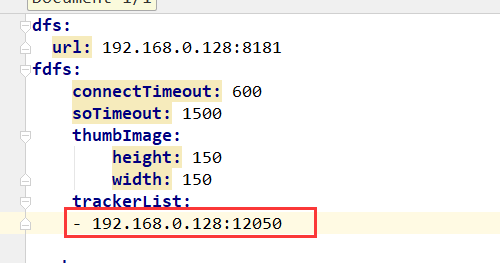 Document 1/1
dfs:
url: 192.168.0.128:8181
fdfs:
connectTimeout: 600
soTimeout: 1500
thumbImage:
height: 150
width: 150
trackerList:
- 192.168.0.128:12050